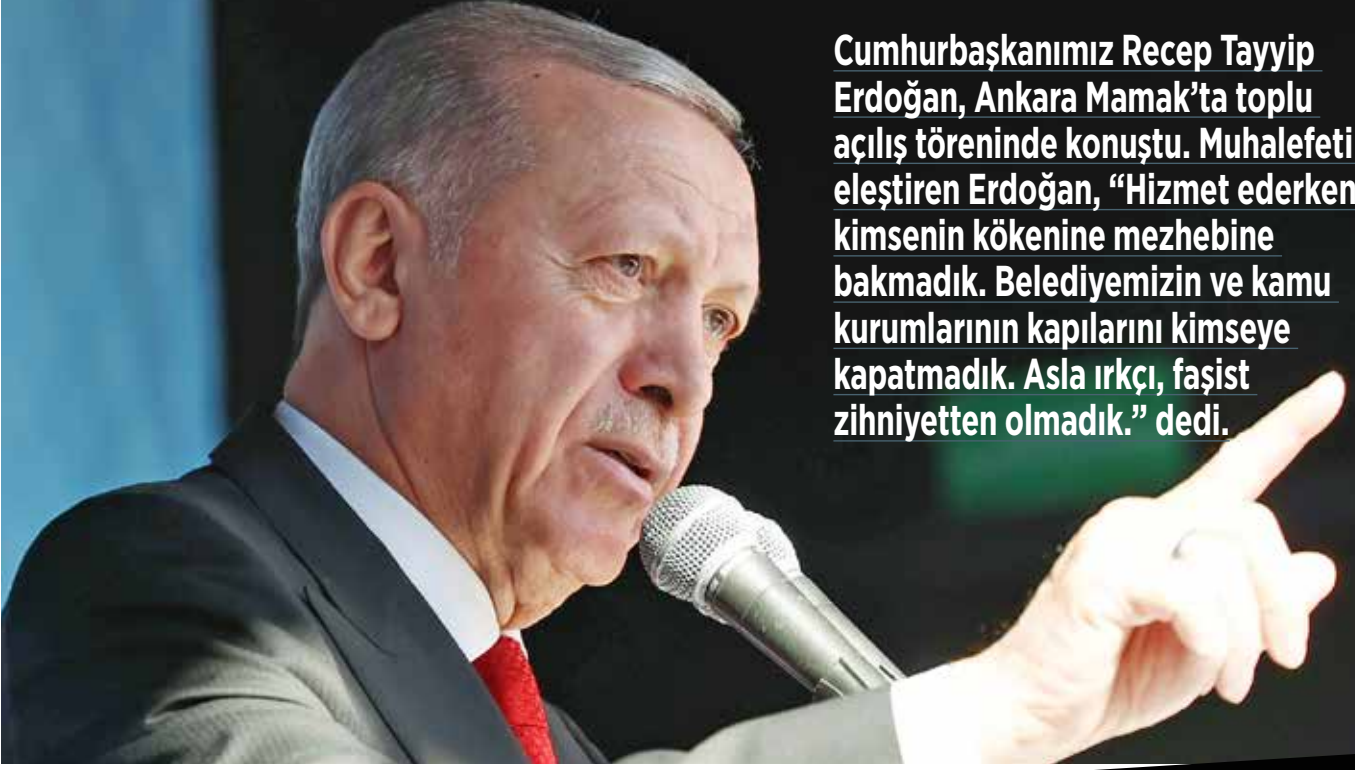 Cumhurbaşkanımız Recep Tayyip
Erdoğan, Ankara Mamak’ta toplu
açılış töreninde konuştu. Muhalefeti
eleştiren Erdoğan, “Hizmet ederken
kimsenin kökenine mezhebine
bakmadık. Belediyemizin ve kamu
kurumlarının kapılarını kimseye
kapatmadık. Asla ırkçı, faşist
zihniyetten olmadık.” dedi.